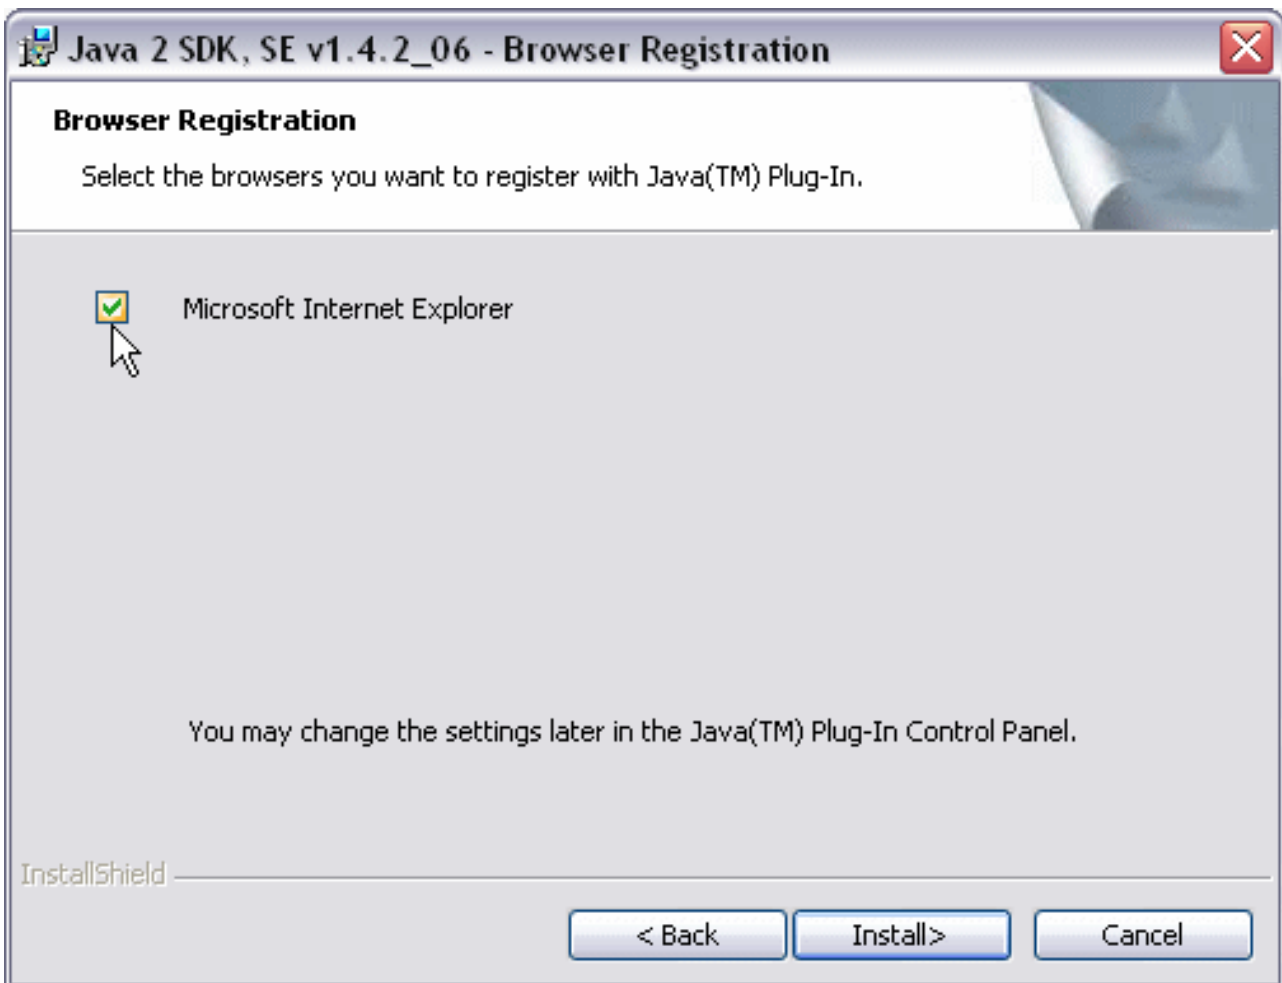 Java 2 SDK, SE v1.4.2_06 - Browser Registration
Browser Registration
Select the browsers you want to register with Java(TM) Plug-In.
Microsoft Internet Explorer
You may change the settings later in the Java(TM) Plug-In Control Panel.
InstallShield
< Back
Install>
Cancel